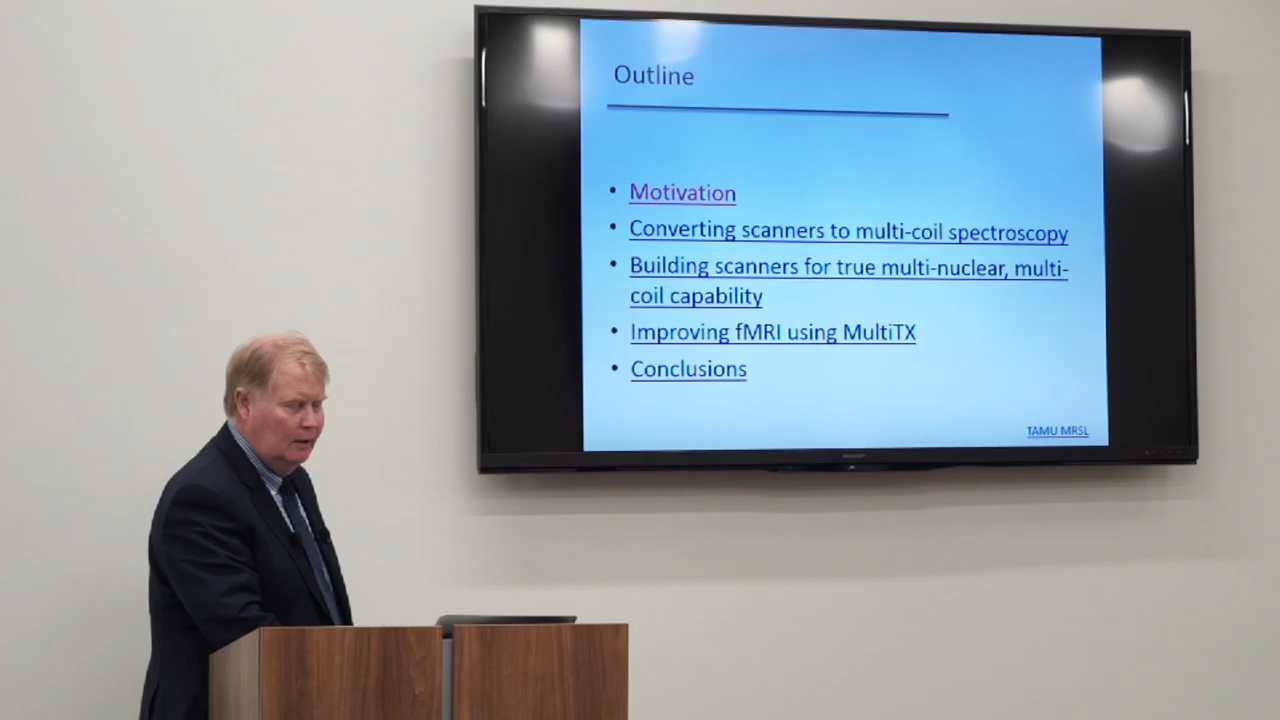 Outline
• Motivation
• Converting scanners to multi-coil spectroscopy
• Building scanners for true multi-nuclear, multi-
coil capability
• Improving fMRI using MultiTX
• Conclusions
TAMU MRSL
SHARP